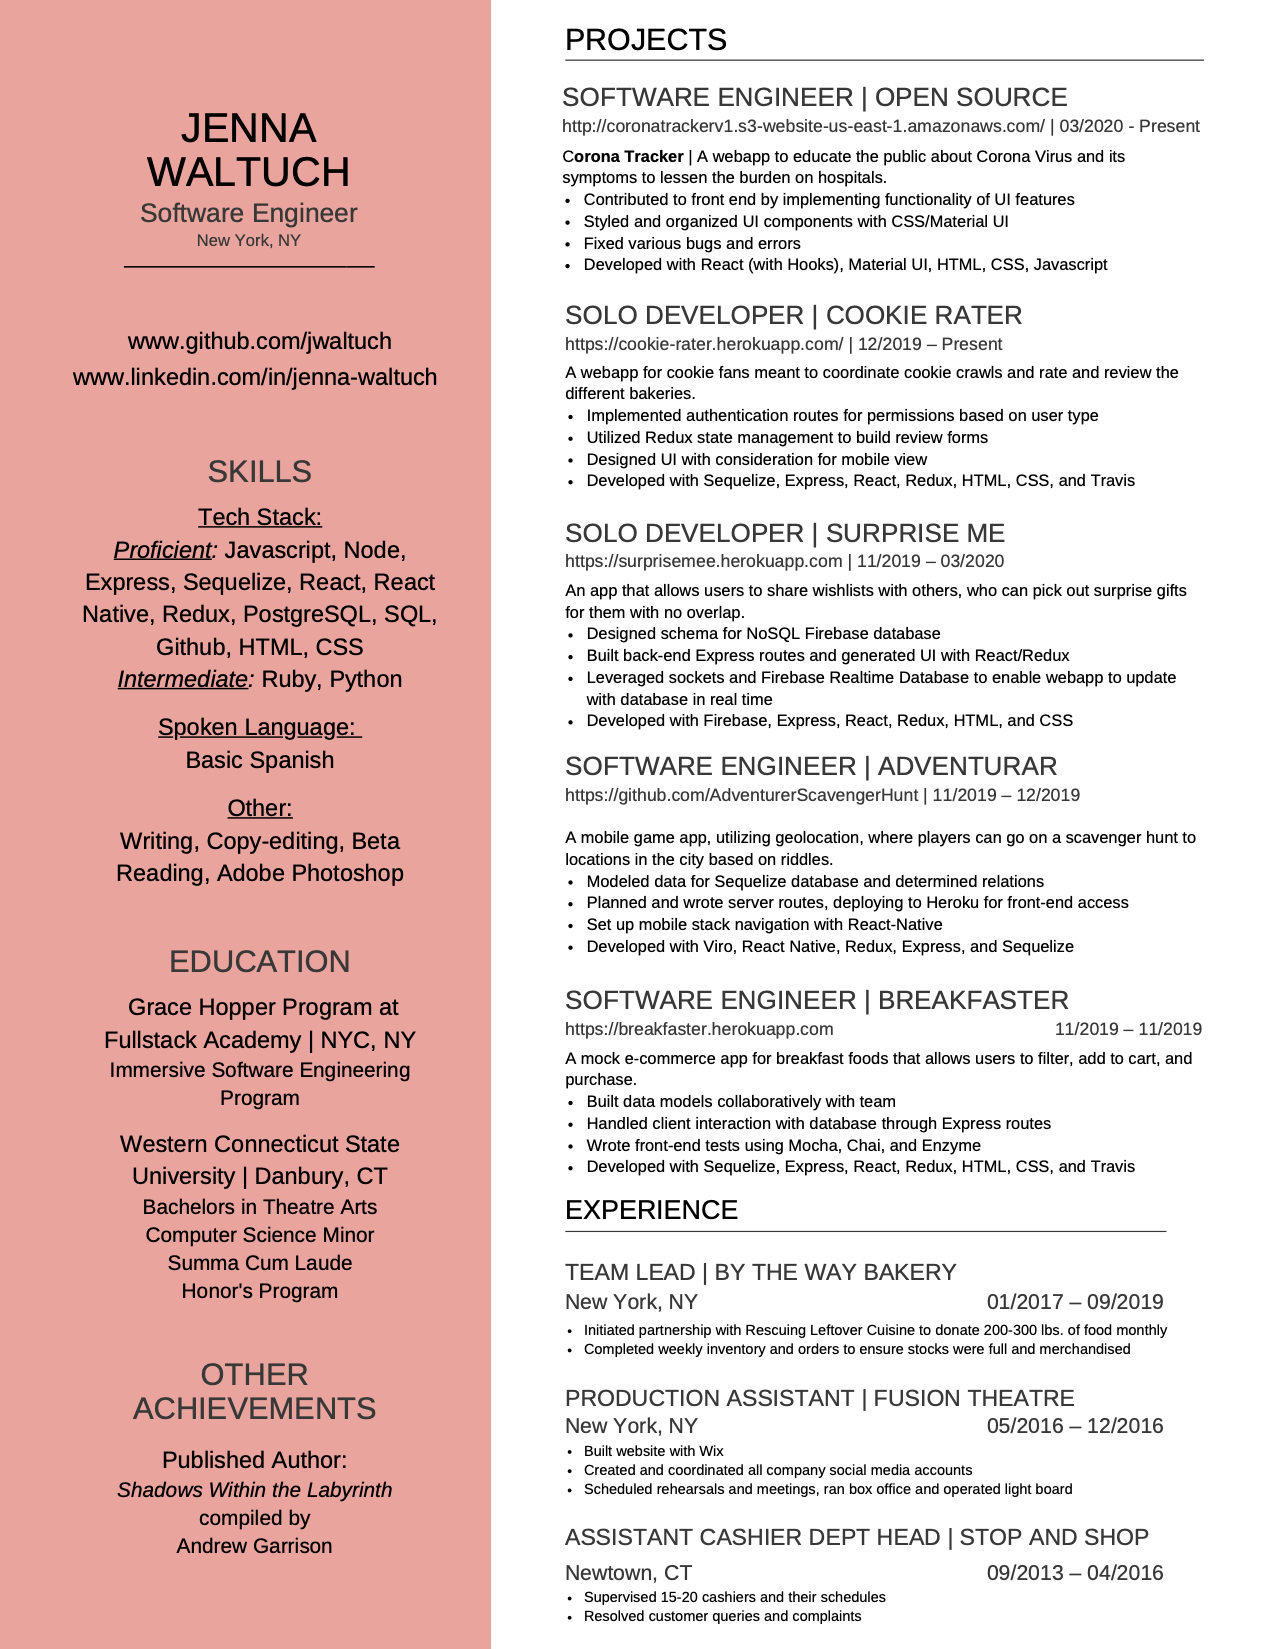 JENNA
WALTUCH
Software Engineer
New York, NY
www.github.com/jwaltuch
www.linkedin.com/in/jenna-waltuch
SKILLS
Tech Stack:
Proficient: Javascript, Node,
Express, Sequelize, React, React
Native, Redux, PostgreSQL, SQL,
Github, HTML, CSS
Intermediate: Ruby, Python
Spoken Language:
Basic Spanish
Other:
Writing, Copy-editing, Beta
Reading, Adobe Photoshop
EDUCATION
Grace Hopper Program at
Fullstack Academy | NYC, NY
Immersive Software Engineering
Program
Western Connecticut State
University | Danbury, CT
Bachelors in Theatre Arts
Computer Science Minor
Summa Cum Laude
Honor's Program
OTHER
ACHIEVEMENTS
Published Author:
Shadows Within the Labyrinth
compiled by
Andrew Garrison
PROJECTS
SOFTWARE ENGINEER | OPEN SOURCE
http://coronatrackerv1.s3-website-us-east-1.amazonaws.com/ | 03/2020 - Present
Corona Tracker | A webapp to educate the public about Corona Virus and its
symptoms to lessen the burden on hospitals.
• Contributed to front end by implementing functionality of UI features
• Styled and organized UI components with CSS/Material UI
• Fixed various bugs and errors
• Developed with React (with Hooks), Material UI, HTML, CSS, Javascript
SOLO DEVELOPER | COOKIE RATER
https://cookie-rater.herokuapp.com/ | 12/2019 – Present
A webapp for cookie fans meant to coordinate cookie crawls and rate and review the
different bakeries.
• Implemented authentication routes for permissions based on user type
• Utilized Redux state management to build review forms
• Designed UI with consideration for mobile view
• Developed with Sequelize, Express, React, Redux, HTML, CSS, and Travis
SOLO DEVELOPER | SURPRISE ME
https://surprisemee.herokuapp.com | 11/2019 – 03/2020
An app that allows users to share wishlists with others, who can pick out surprise gifts
for them with no overlap.
• Designed schema for NoSQL Firebase database
• Built back-end Express routes and generated UI with React/Redux
• Leveraged sockets and Firebase Realtime Database to enable webapp to update
with database in real time
• Developed with Firebase, Express, React, Redux, HTML, and CSS
SOFTWARE ENGINEER | ADVENTURAR
https://github.com/AdventurerScavengerHunt | 11/2019 – 12/2019
A mobile game app, utilizing geolocation, where players can go on a scavenger hunt to
locations in the city based on riddles.
• Modeled data for Sequelize database and determined relations
• Planned and wrote server routes, deploying to Heroku for front-end access
• Set up mobile stack navigation with React-Native
• Developed with Viro, React Native, Redux, Express, and Sequelize
SOFTWARE ENGINEER | BREAKFASTER
https://breakfaster.herokuapp.com 11/2019 – 11/2019
A mock e-commerce app for breakfast foods that allows users to filter, add to cart, and
purchase.
• Built data models collaboratively with team
• Handled client interaction with database through Express routes
• Wrote front-end tests using Mocha, Chai, and Enzyme
• Developed with Sequelize, Express, React, Redux, HTML, CSS, and Travis
EXPERIENCE
TEAM LEAD | BY THE WAY BAKERY
New York, NY 01/2017 – 09/2019
• Initiated partnership with Rescuing Leftover Cuisine to donate 200-300 lbs. of food monthly
• Completed weekly inventory and orders to ensure stocks were full and merchandised
PRODUCTION ASSISTANT | FUSION THEATRE
New York, NY 05/2016 – 12/2016
• Built website with Wix
• Created and coordinated all company social media accounts
• Scheduled rehearsals and meetings, ran box office and operated light board
ASSISTANT CASHIER DEPT HEAD | STOP AND SHOP
Newtown, CT 09/2013 – 04/2016
• Supervised 15-20 cashiers and their schedules
• Resolved customer queries and complaints